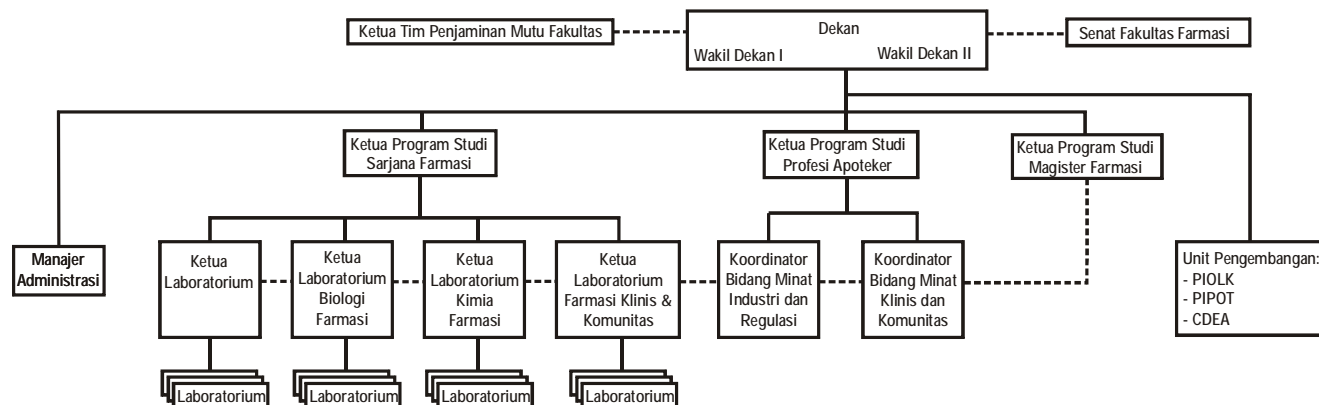 Ketua Tim Penjaminan Mutu Fakultas
Dekan
Wakil Dekan I
Wakil Dekan II
Senat Fakultas Farmasi
Ketua Program Studi
Sarjana Farmasi
Ketua Program Studi
Profesi Apoteker
Ketua Program Studi
Magister Farmasi
Manajer
Administrasi
Ketua
Laboratorium
Ketua
Laboratorium
Biologi
Farmasi
Ketua
Laboratorium
Kimia
Farmasi
Ketua
Laboratorium
Farmasi Klinis &
Komunitas
Koordinator
Bidang Minat
Industri dan
Regulasi
Koordinator
Bidang Minat
Klinis dan
Komunitas
Unit Pengembangan:
- PIOLK
- PIPOT
- CDEA
Laboratorium
Laboratorium
Laboratorium
Laboratorium